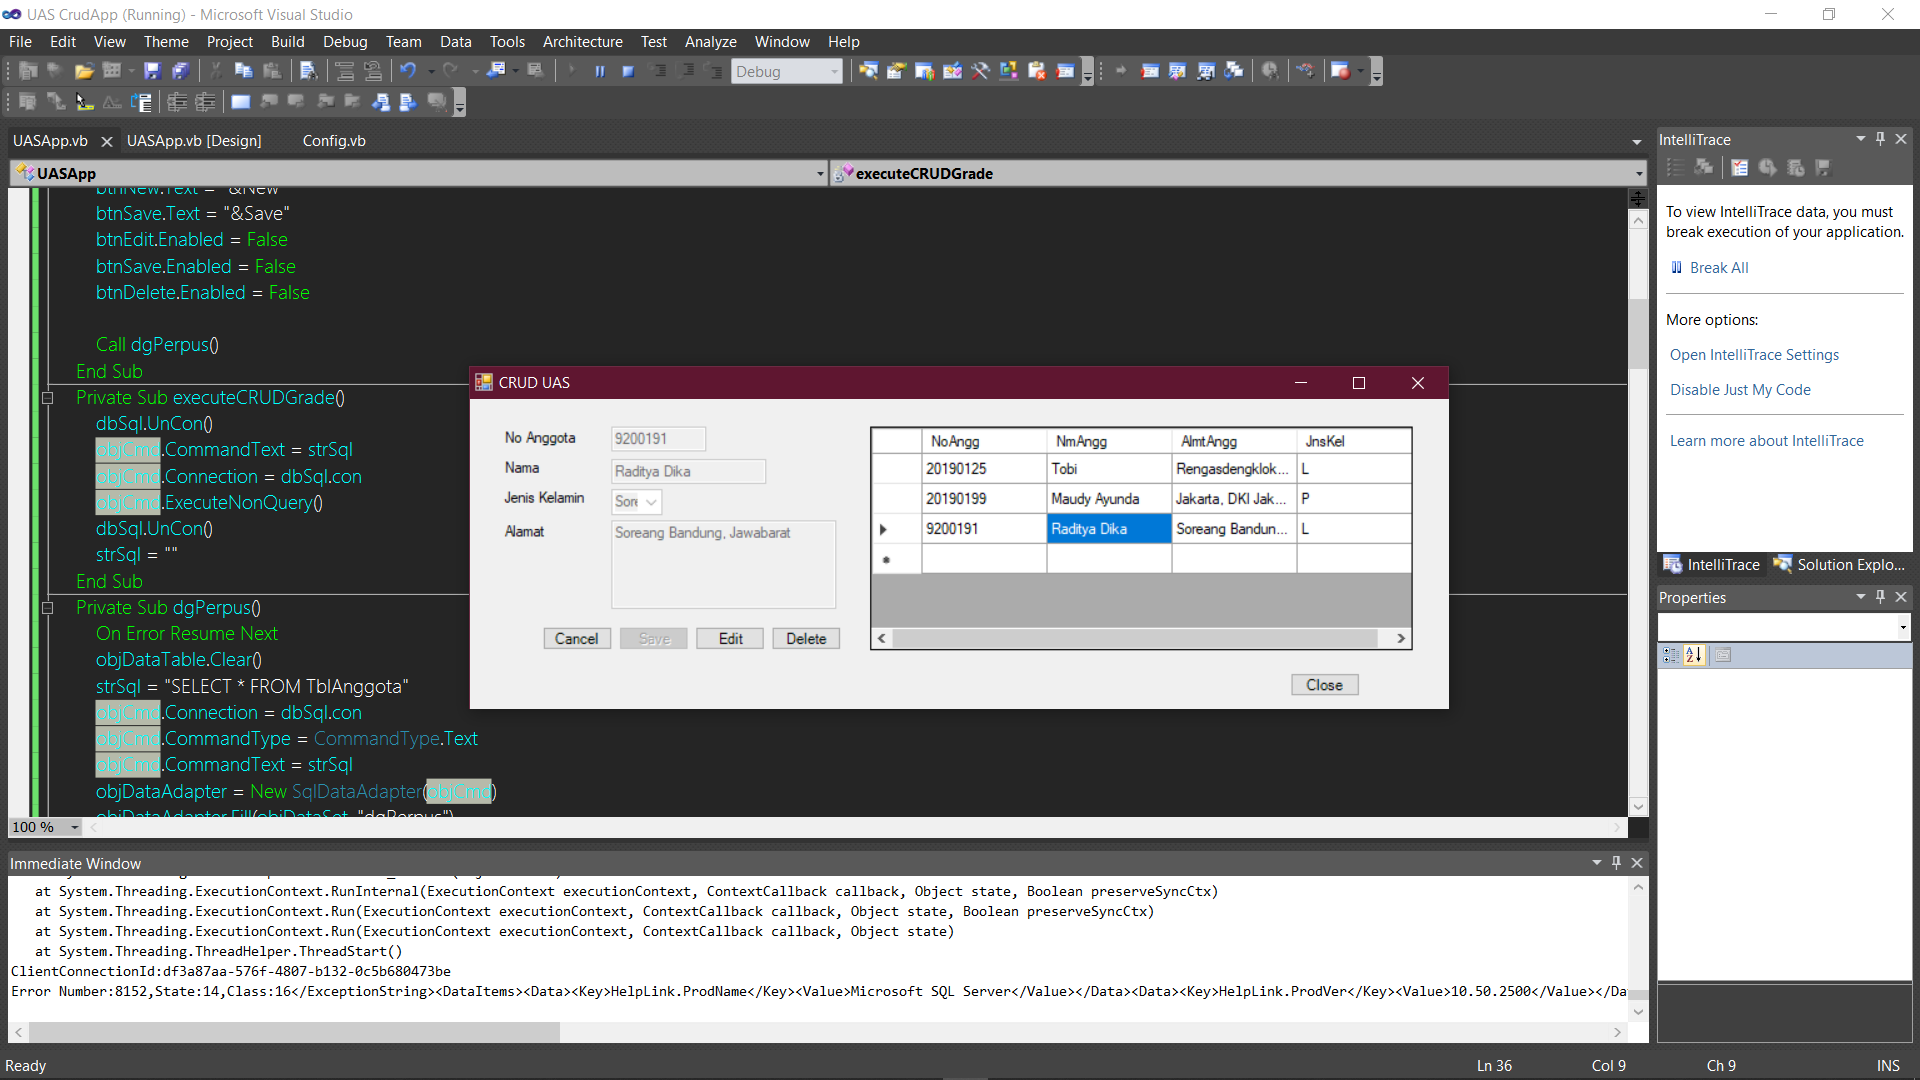 UAS CrudApp (Running) - Microsoft Visual Studio
File Edit View Theme Project Build Debug Team Data Tools Architecture Test Analyze Window Help
Debug
UASApp.vb UASApp.vb [Design] Config.vb
UASApp executeCRUDGrade
btnNew.Text = "&New"
btnSave.Text = "&Save"
btnEdit.Enabled = False
btnSave.Enabled = False
btnDelete.Enabled = False
Call dgPerpus()
End Sub
Private Sub executeCRUDGrade()
dbSql.UnCon()
objCmd.CommandText = strSql
objCmd.Connection = dbSql.con
objCmd.ExecuteNonQuery()
dbSql.UnCon()
strSql = ""
End Sub
Private Sub dgPerpus()
On Error Resume Next
objDataTable.Clear()
strSql = "SELECT * FROM TblAnggota"
objCmd.Connection = dbSql.con
objCmd.CommandType = CommandType.Text
objCmd.CommandText = strSql
objDataAdapter = New SqlDataAdapter(objCmd)
objDataAdapter.Fill(objDataSet, "dgPerpus")
100 %
CRUD UAS
No Anggota 9200191
Nama Raditya Dika
Jenis Kelamin Sore
Alamat Soreang Bandung, Jawabarat
Cancel Save Edit Delete
NoAngg NmAngg AlmtAngg JnsKel
20190125 Tobi Rengasdengklok... L
20190199 Maudy Ayunda Jakarta, DKI Jak... P
9200191 Raditya Dika Soreang Bandun... L
Close
IntelliTrace
To view IntelliTrace data, you must
break execution of your application.
Break All
More options:
Open IntelliTrace Settings
Disable Just My Code
Learn more about IntelliTrace
IntelliTrace Solution Explo...
Properties
Immediate Window
at System.Threading.ExecutionContext.RunInternal(ExecutionContext executionContext, ContextCallback callback, Object state, Boolean preserveSyncCtx)
at System.Threading.ExecutionContext.Run(ExecutionContext executionContext, ContextCallback callback, Object state, Boolean preserveSyncCtx)
at System.Threading.ExecutionContext.Run(ExecutionContext executionContext, ContextCallback callback, Object state)
at System.Threading.ThreadHelper.ThreadStart()
ClientConnectionId:df3a87aa-576f-4807-b132-0c5b680473be
Error Number:8152,State:14,Class:16</ExceptionString><DataItems><Data><Key>HelpLink.ProdName</Key><Value>Microsoft SQL Server</Value></Data><Data><Key>HelpLink.ProdVer</Key><Value>10.50.2500</Value></Da
Ready Ln 36 Col 9 Ch 9 INS